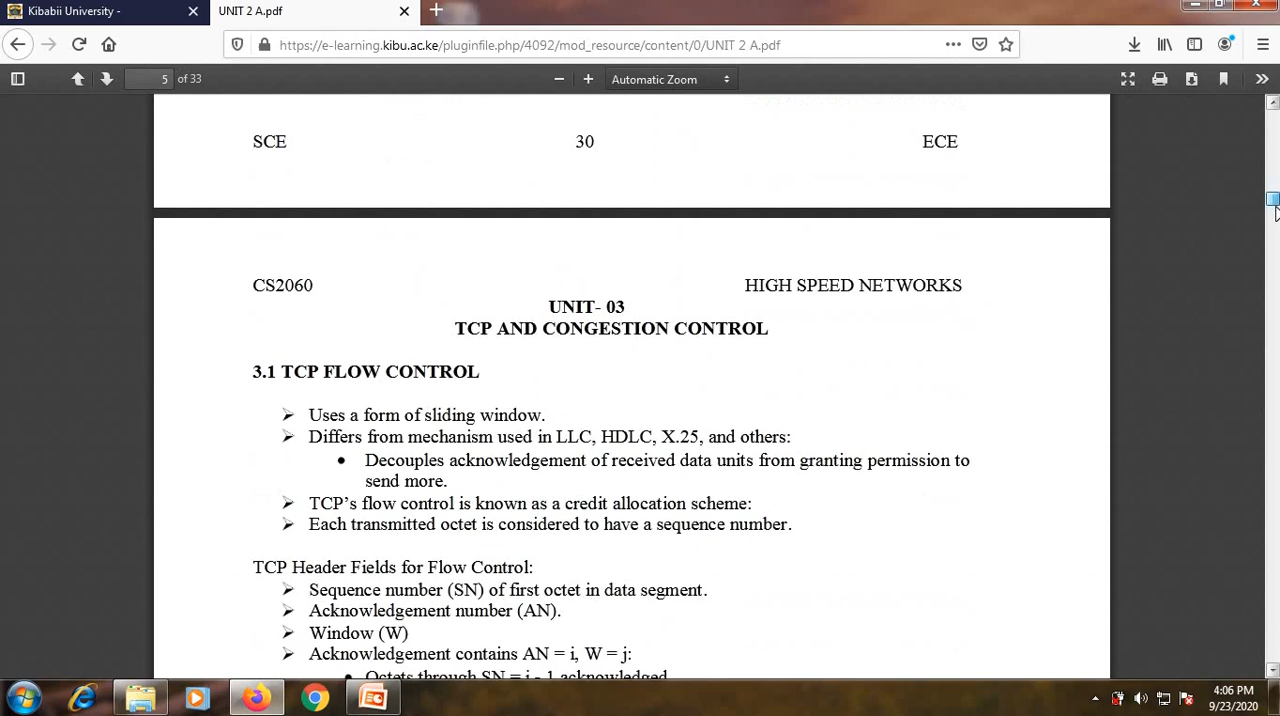 Kibabii University -
UNIT 2 A.pdf
https://e-learning.kibu.ac.ke/pluginfile.php/4092/mod_resource/content/0/UNIT 2 A.pdf
5 of 33
Automatic Zoom
SCE 30 ECE
CS2060 HIGH SPEED NETWORKS
UNIT- 03
TCP AND CONGESTION CONTROL
3.1 TCP FLOW CONTROL
Uses a form of sliding window.
Differs from mechanism used in LLC, HDLC, X.25, and others:
Decouples acknowledgement of received data units from granting permission to
send more.
TCP's flow control is known as a credit allocation scheme:
Each transmitted octet is considered to have a sequence number.
TCP Header Fields for Flow Control:
Sequence number (SN) of first octet in data segment.
Acknowledgement number (AN).
Window (W)
Acknowledgement contains AN = i, W = j:
Octets through SN = i - 1 acknowledged
4:06 PM
9/23/2020